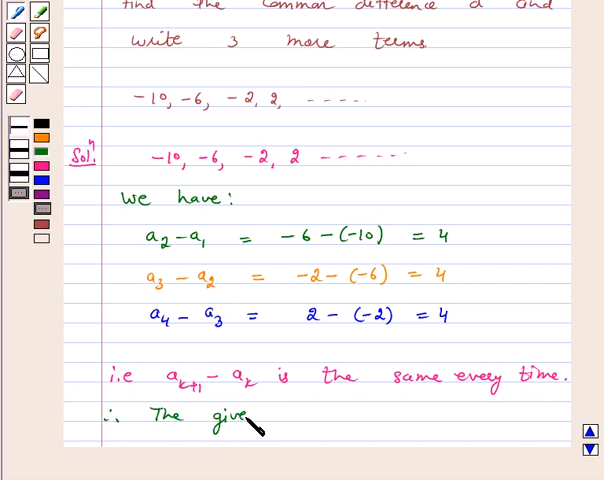 find the common difference d and
write 3 more terms
-10, -6, -2, 2, ------
Solⁿ. -10, -6, -2, 2 -------
We have:
a₂ - a₁ = -6 - (-10) = 4
a₃ - a₂ = -2 - (-6) = 4
a₄ - a₃ = 2 - (-2) = 4
i.e aₖ₊₁ - aₖ is the same every time.
∴ The give